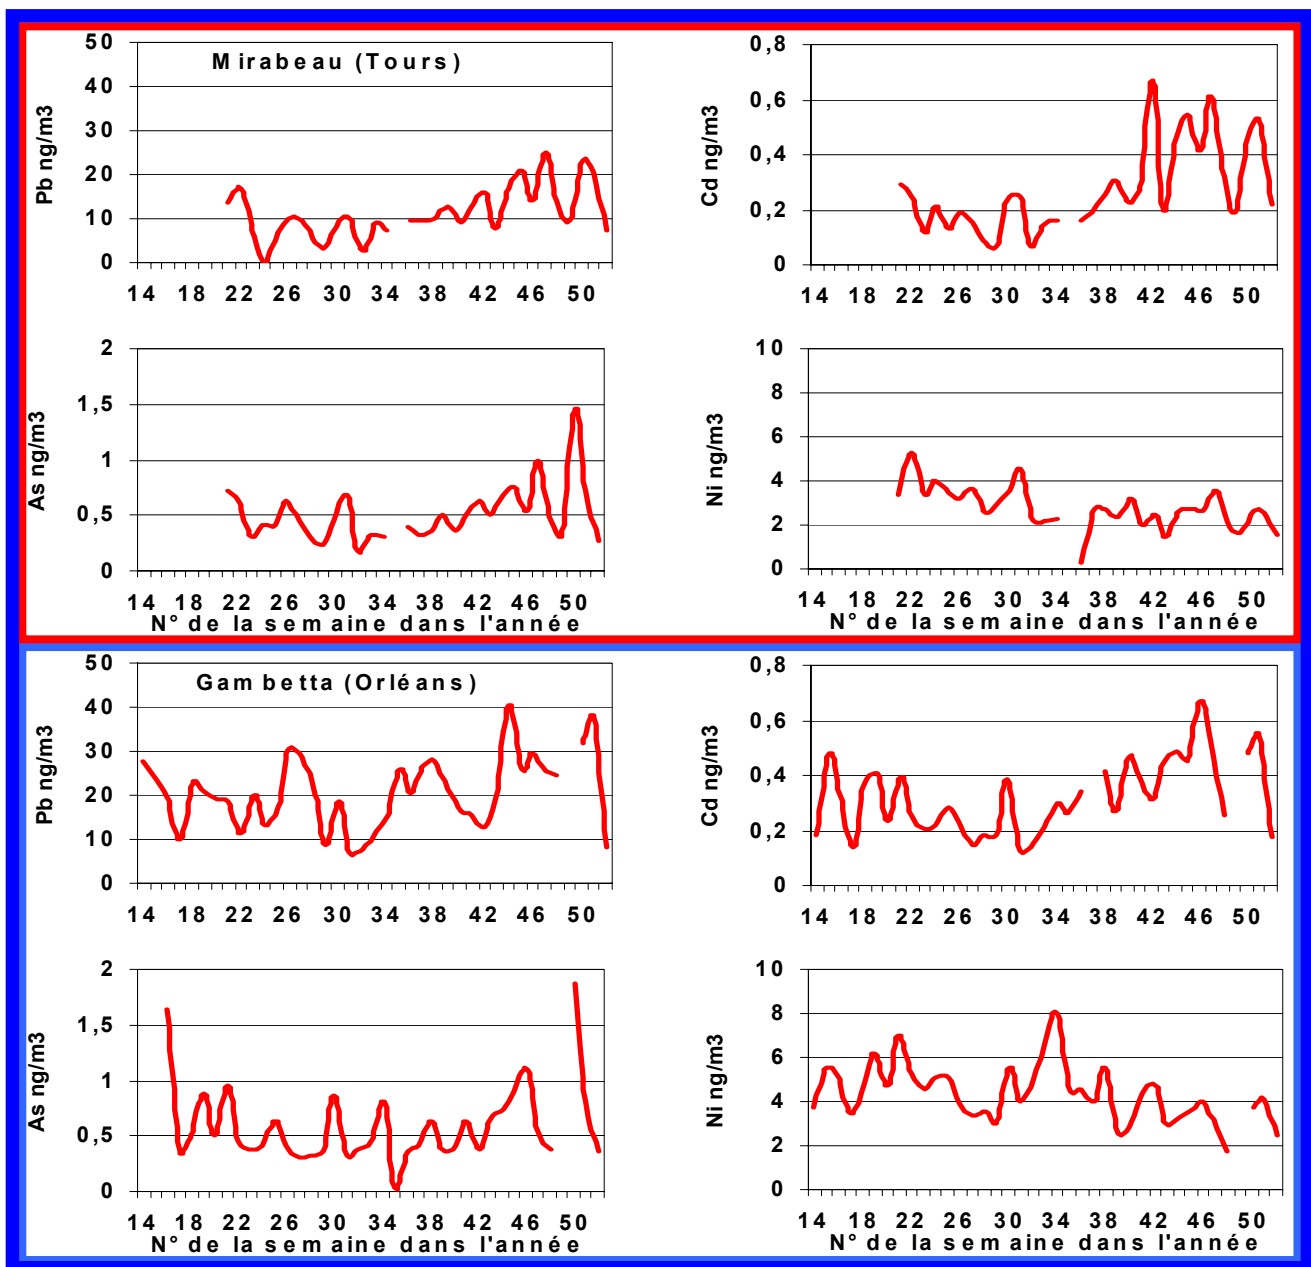 Mirabeau (Tours)
Pb ng/m3
50
40
30
20
10
0
14 18 22 26 30 34 38 42 46 50
Cd ng/m3
0,8
0,6
0,4
0,2
0
14 18 22 26 30 34 38 42 46 50
As ng/m3
2
1,5
1
0,5
0
14 18 22 26 30 34 38 42 46 50
Ni ng/m3
10
8
6
4
2
0
14 18 22 26 30 34 38 42 46 50
N° de la semaine dans l'année
N° de la semaine dans l'année
Gambetta (Orléans)
Pb ng/m3
50
40
30
20
10
0
14 18 22 26 30 34 38 42 46 50
Cd ng/m3
0,8
0,6
0,4
0,2
0
14 18 22 26 30 34 38 42 46 50
As ng/m3
2
1,5
1
0,5
0
14 18 22 26 30 34 38 42 46 50
Ni ng/m3
10
8
6
4
2
0
14 18 22 26 30 34 38 42 46 50
N° de la semaine dans l'année
N° de la semaine dans l'année